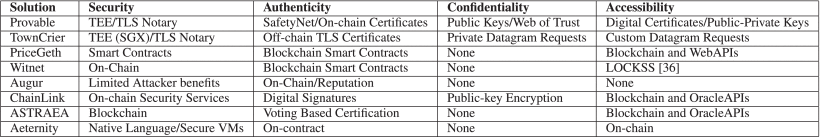 Solution Security Authenticity Confidentiality Accessibility
Provable TEE/TLS Notary SafetyNet/On-chain Certificates Public Keys/Web of Trust Digital Certificates/Public-Private Keys
TownCrier TEE (SGX)/TLS Notary Off-chain TLS Certificates Private Datagram Requests Custom Datagram Requests
PriceGeth Smart Contracts Blockchain Smart Contracts None Blockchain and WebAPIs
Witnet On-Chain Blockchain Smart Contracts None LOCKSS [36]
Augur Limited Attacker benefits On-Chain/Reputation None None
ChainLink On-chain Security Services Digital Signatures Public-key Encryption Blockchain and OracleAPIs
ASTRAEA Blockchain Voting Based Certification None Blockchain and OracleAPIs
Aeternity Native Language/Secure VMs On-contract None On-chain